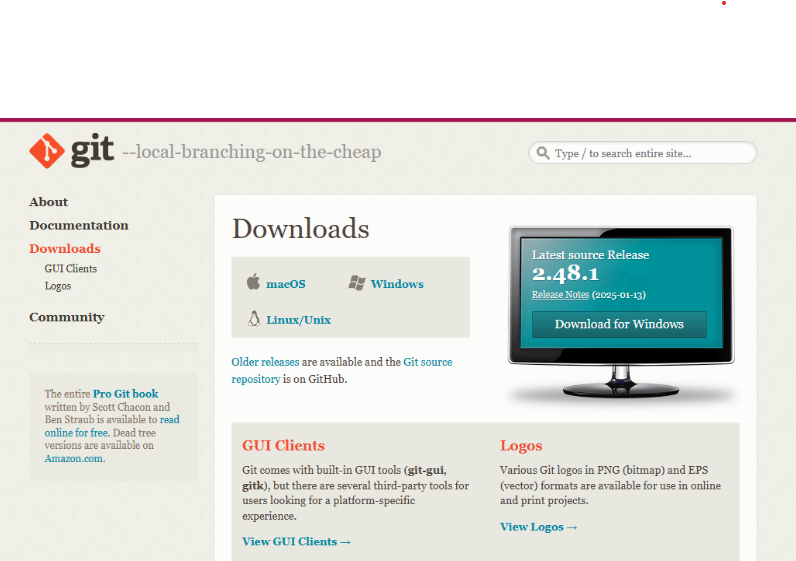 git --local-branching-on-the-cheap
Type / to search entire site...
About
Documentation
Downloads
GUI Clients
Logos
Community
The entire Pro Git book
written by Scott Chacon and
Ben Straub is available to read
online for free. Dead tree
versions are available on
Amazon.com.
Downloads
macOS
Windows
Linux/Unix
Older releases are available and the Git source
repository is on GitHub.
Latest source Release
2.48.1
Release Notes (2025-01-13)
Download for Windows
GUI Clients
Git comes with built-in GUI tools (git-gui,
gitk), but there are several third-party tools for
users looking for a platform-specific
experience.
View GUI Clients →
Logos
Various Git logos in PNG (bitmap) and EPS
(vector) formats are available for use in online
and print projects.
View Logos →